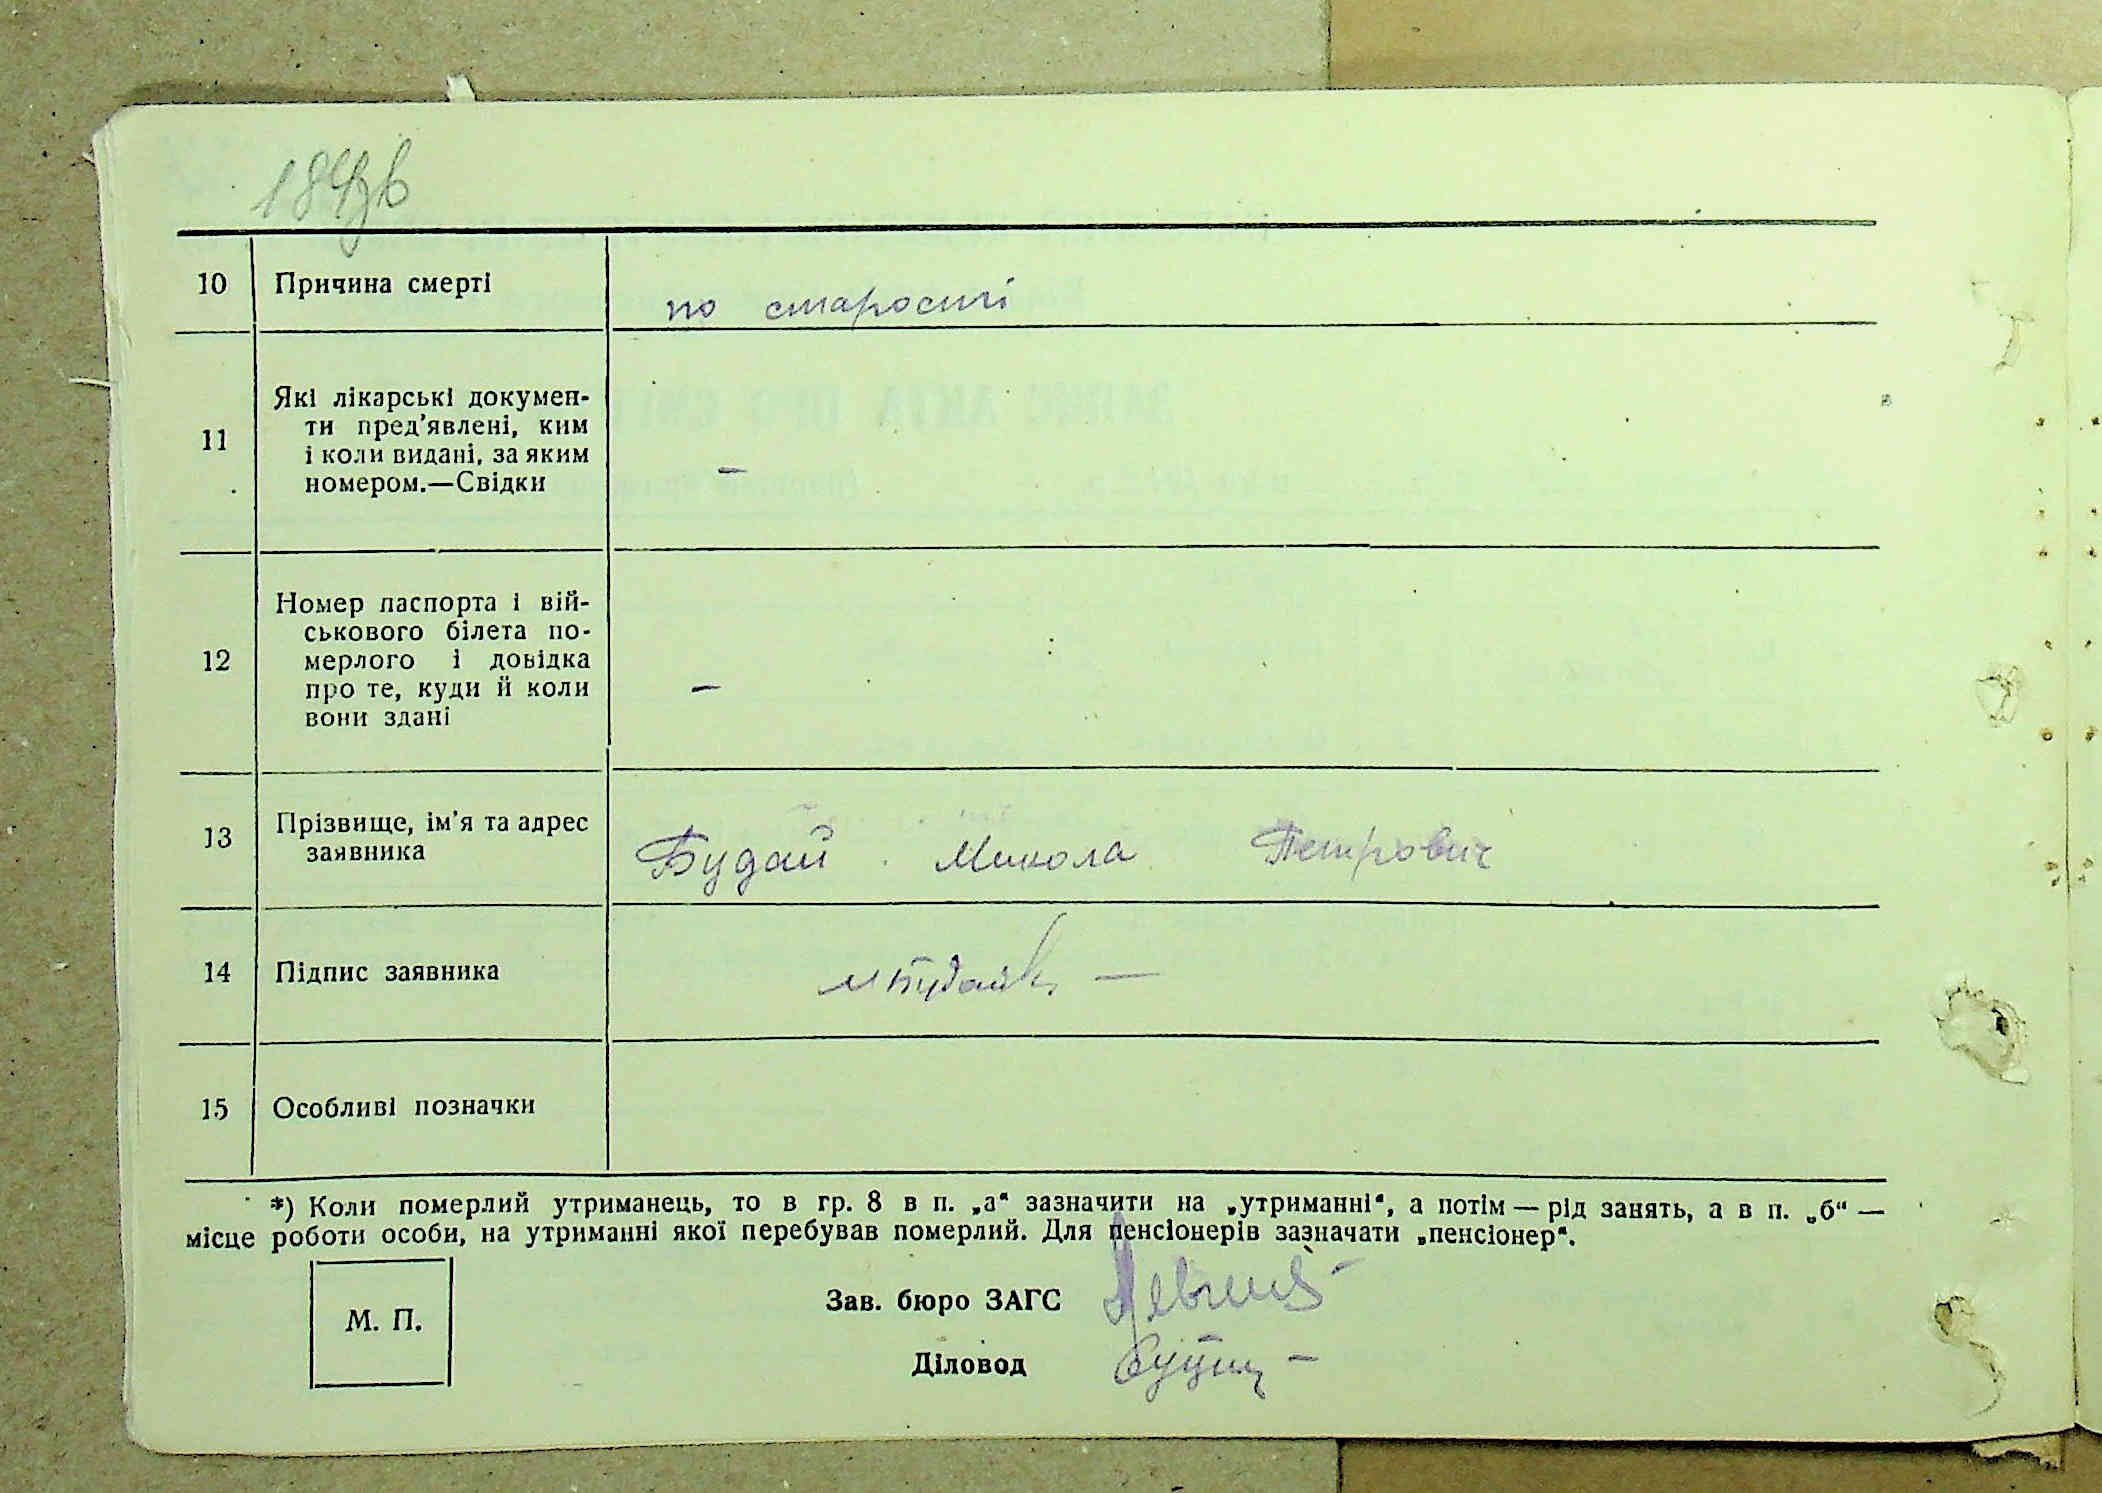 10 Причина смерті по старости
11 Які лікарські докумен-
ти пред'явлені, ким
і коли видані, за яким
номером.—Свідки —
12 Номер паспорта і вій-
ськового білета по-
мерлого і довідка
про те, куди й коли
вони здані —
13 Прізвище, ім'я та адрес
заявника Будай Микола Петрович
14 Підпис заявника
15 Особливі позначки
*) Коли померлий утриманець, то в гр. 8 в п. „а“ зазначити на „утриманні“, а потім — рід занять, а в п. „б“ —
місце роботи особи, на утриманні якої перебував померлий. Для пенсіонерів зазначати „пенсіонер“.
М. П.
Зав. бюро ЗАГС
Діловод